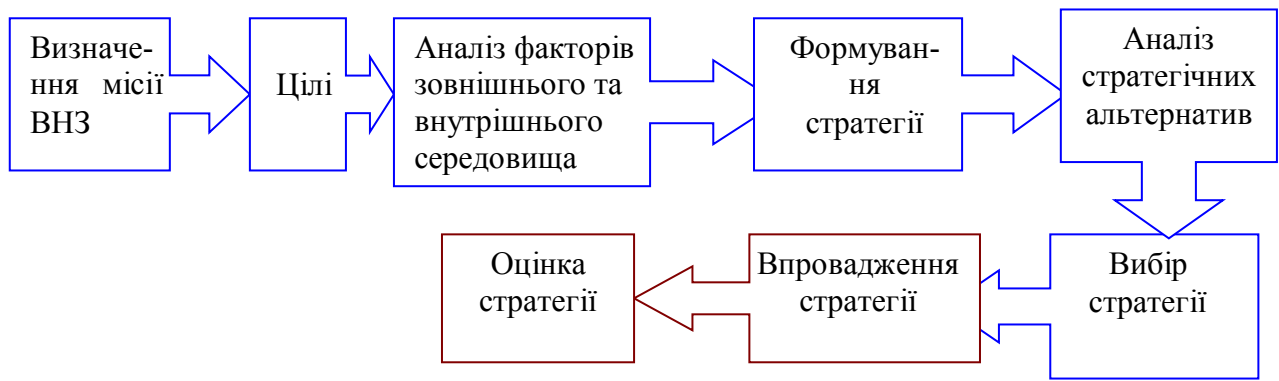 Визначе-
ння місії
ВНЗ
Цілі
Аналіз факторів
зовнішнього та
внутрішнього
середовища
Формуван-
ня
стратегії
Аналіз
стратегічних
альтернатив
Оцінка
стратегії
Впровадження
стратегії
Вибір
стратегії